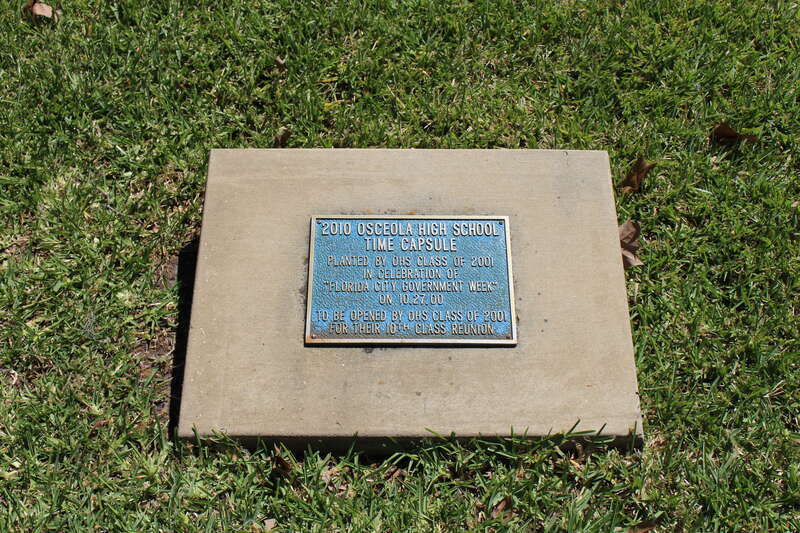 "2010 OSCEOLA HIGH SCHOOL"
TIME CAPSULE
PLANTED BY OHS CLASS OF 2001
IN CELEBRATION OF
"FLORIDA CITY GOVERNMENT WEEK"
ON 10.27.00
TO BE OPENED BY OHS CLASS OF 2001
FOR THEIR 10TH CLASS REUNION